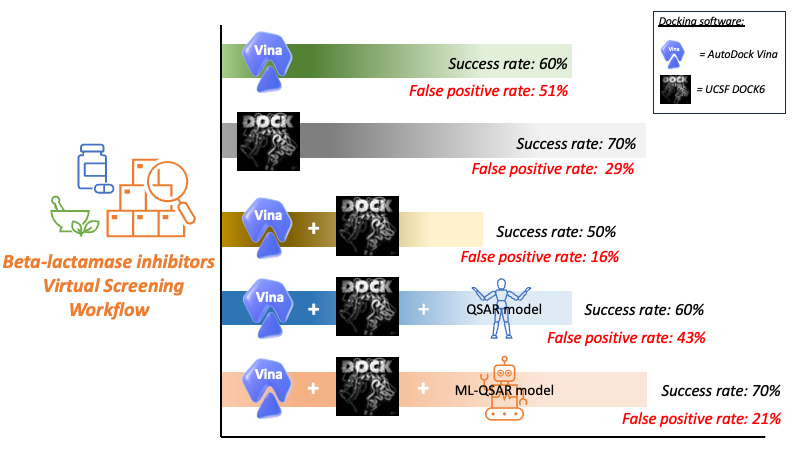 Docking software:
Vina
= AutoDock Vina
DOCK
= UCSF DOCK6
Vina
Success rate: 60%
False positive rate: 51%
DOCK
Success rate: 70%
False positive rate:  29%
Vina
+
DOCK
Success rate: 50%
False positive rate: 16%
Beta-lactamase inhibitors
Virtual Screening
Workflow
Vina
+
DOCK
+
QSAR model
Success rate: 60%
False positive rate: 43%
Vina
+
DOCK
+
ML-QSAR model
Success rate: 70%
False positive rate: 21%